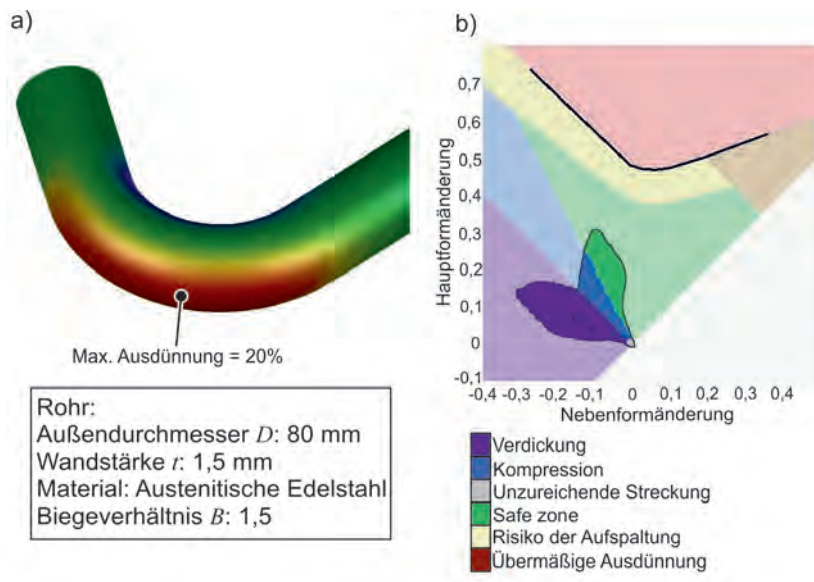 a)
Max. Ausdünnung = 20%
Rohr:
Außendurchmesser D: 80 mm
Wandstärke t: 1,5 mm
Material: Austenitische Edelstahl
Biegeverhältnis B: 1,5
b)
Hauptformänderung
0,7
0,6
0,5
0,4
0,3
0,2
0,1
0
-0,1
-0,4 -0,3 -0,2 -0,1 0 0,1 0,2 0,3 0,4
Nebenformänderung
Verdickung
Kompression
Unzureichende Streckung
Safe zone
Risiko der Aufspaltung
Übermäßige Ausdünnung